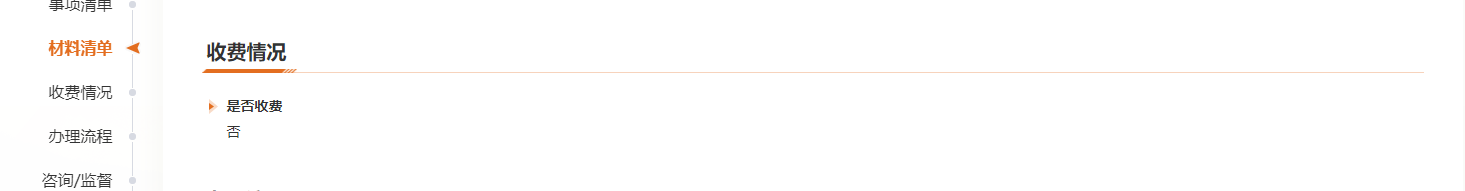 事项清单
材料清单
收费情况
办理流程
咨询/监督
收费情况
是否收费
否